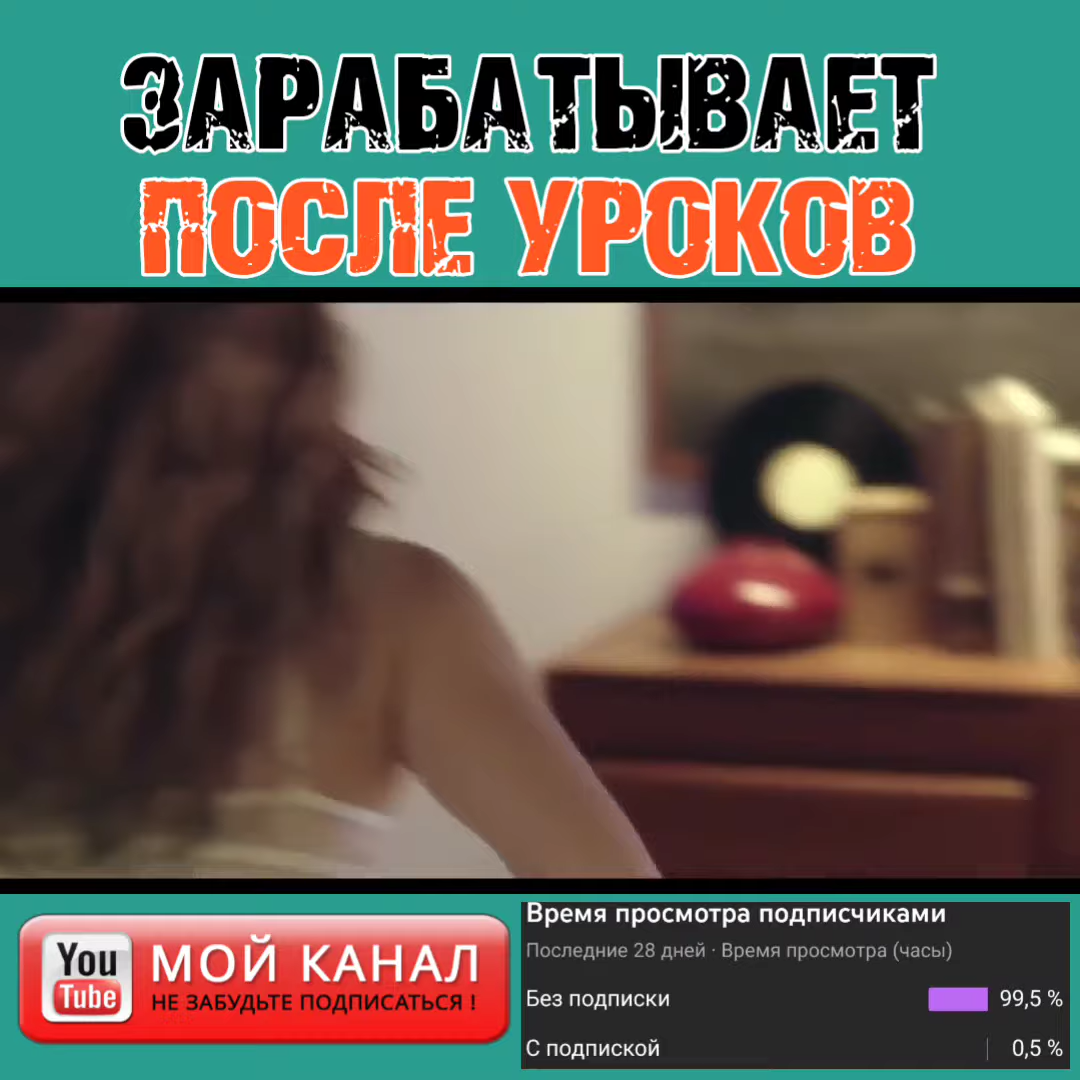 ЗАРАБАТЫВАЕТ
ПОСЛЕ УРОКОВ
You
Tube
МОЙ КАНАЛ
НЕ ЗАБУДЬТЕ ПОДПИСАТЬСЯ !
Время просмотра подписчиками
Последние 28 дней · Время просмотра (часы)
Без подписки 99,5 %
С подпиской 0,5 %